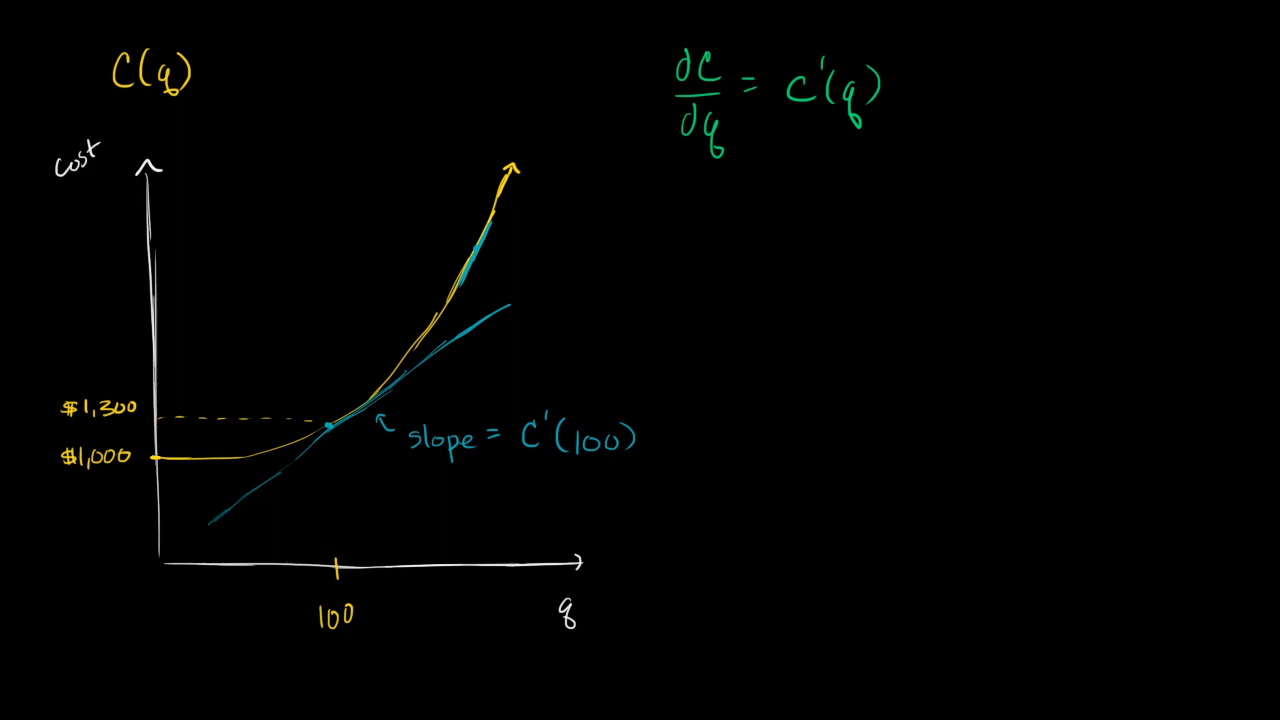 C(q)
dC/dq = C'(q)
cost
$1,300
$1,000
slope = C'(100)
100
q